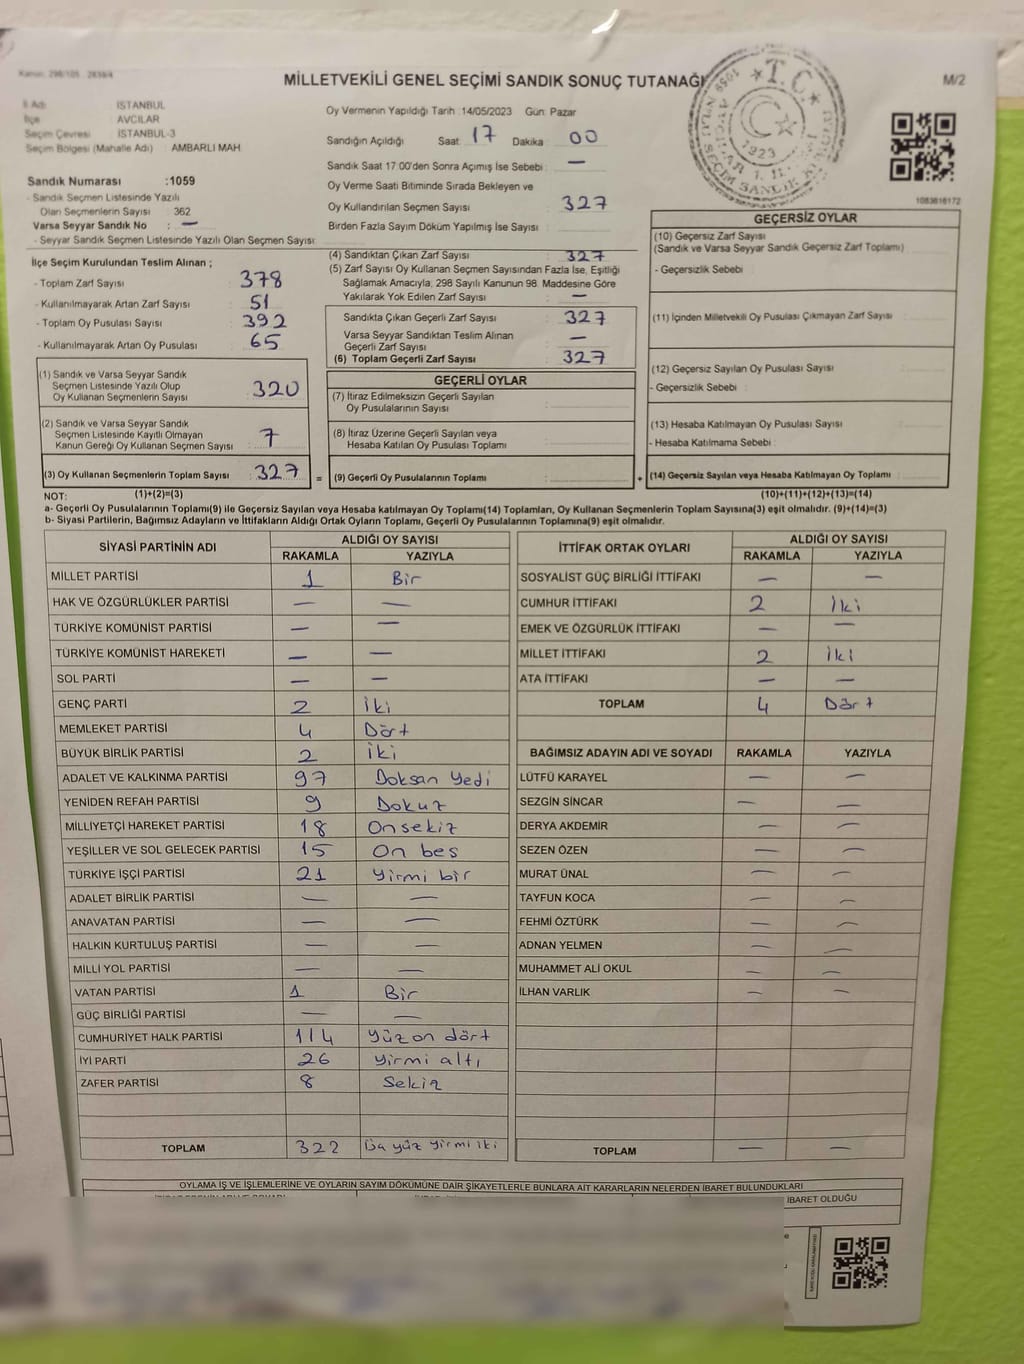 Kanun: 298/105 - 2839/4
MİLLETVEKİLİ GENEL SEÇİMİ SANDIK SONUÇ TUTANAĞI
M/2
İl Adı İSTANBUL
İlçe AVCILAR
Seçim Çevresi İSTANBUL-3
Seçim Bölgesi (Mahalle Adı) : AMBARLI MAH
Sandık Numarası :1059
- Sandık Seçmen Listesinde Yazılı
Olan Seçmenlerin Sayısı : 362
Varsa Seyyar Sandık No : —
- Seyyar Sandık Seçmen Listesinde Yazılı Olan Seçmen Sayısı:
Oy Vermenin Yapıldığı Tarih :14/05/2023 Gün: Pazar
Sandığın Açıldığı Saat: 17 Dakika : 00
Sandık Saat 17.00'den Sonra Açımış İse Sebebi : —
Oy Verme Saati Bitiminde Sırada Bekleyen ve
Oy Kullandırılan Seçmen Sayısı : 327
Birden Fazla Sayım Döküm Yapılmış İse Sayısı :
T.C.
1923
1083616172
İlçe Seçim Kurulundan Teslim Alınan ;
- Toplam Zarf Sayısı : 378
- Kullanılmayarak Artan Zarf Sayısı : 51
- Toplam Oy Pusulası Sayısı : 392
- Kullanılmayarak Artan Oy Pusulası : 65
(1) Sandık ve Varsa Seyyar Sandık
Seçmen Listesinde Yazılı Olup
Oy Kullanan Seçmenlerin Sayısı : 320
(2) Sandık ve Varsa Seyyar Sandık
Seçmen Listesinde Kayıtlı Olmayan
Kanun Gereği Oy Kullanan Seçmen Sayısı : 7
(3) Oy Kullanan Seçmenlerin Toplam Sayısı : 327 =
(4) Sandıktan Çıkan Zarf Sayısı : 327
(5) Zarf Sayısı Oy Kullanan Seçmen Sayısından Fazla İse, Eşitliği
Sağlamak Amacıyla; 298 Sayılı Kanunun 98. Maddesine Göre
Yakılarak Yok Edilen Zarf Sayısı : —
Sandıkta Çıkan Geçerli Zarf Sayısı : 327
Varsa Seyyar Sandıktan Teslim Alınan
Geçerli Zarf Sayısı : —
(6) Toplam Geçerli Zarf Sayısı : 327
GEÇERLİ OYLAR
(7) İtiraz Edilmeksizin Geçerli Sayılan
Oy Pusulalarının Sayısı :
(8) İtiraz Üzerine Geçerli Sayılan veya
Hesaba Katılan Oy Pusulası Toplamı :
(9) Geçerli Oy Pusulalarının Toplamı : +
GEÇERSİZ OYLAR
(10) Geçersiz Zarf Sayısı
(Sandık ve Varsa Seyyar Sandık Geçersiz Zarf Toplamı) :
- Geçersizlik Sebebi :
(11) İçinden Milletvekili Oy Pusulası Çıkmayan Zarf Sayısı :
(12) Geçersiz Sayılan Oy Pusulası Sayısı :
- Geçersizlik Sebebi :
(13) Hesaba Katılmayan Oy Pusulası Sayısı :
- Hesaba Katılmama Sebebi :
(14) Geçersiz Sayılan veya Hesaba Katılmayan Oy Toplamı :
NOT: (1)+(2)=(3) (10)+(11)+(12)+(13)=(14)
a- Geçerli Oy Pusulalarının Toplamı(9) ile Geçersiz Sayılan veya Hesaba katılmayan Oy Toplamı(14) Toplamları, Oy Kullanan Seçmenlerin Toplam Sayısına(3) eşit olmalıdır. (9)+(14)=(3)
b- Siyasi Partilerin, Bağımsız Adayların ve İttifakların Aldığı Ortak Oyların Toplamı, Geçerli Oy Pusulalarının Toplamına(9) eşit olmalıdır.
SİYASİ PARTİNİN ADI ALDIĞI OY SAYISI
RAKAMLA YAZIYLA
MİLLET PARTİSİ 1 Bir
HAK VE ÖZGÜRLÜKLER PARTİSİ — —
TÜRKİYE KOMÜNİST PARTİSİ — —
TÜRKİYE KOMÜNİST HAREKETİ — —
SOL PARTİ — —
GENÇ PARTİ 2 İki
MEMLEKET PARTİSİ 4 Dört
BÜYÜK BİRLİK PARTİSİ 2 İki
ADALET VE KALKINMA PARTİSİ 97 Doksan yedi
YENİDEN REFAH PARTİSİ 9 Dokuz
MİLLİYETÇİ HAREKET PARTİSİ 18 Onsekiz
YEŞİLLER VE SOL GELECEK PARTİSİ 15 On beş
TÜRKİYE İŞÇİ PARTİSİ 21 Yirmi bir
ADALET BİRLİK PARTİSİ — —
ANAVATAN PARTİSİ — —
HALKIN KURTULUŞ PARTİSİ — —
MİLLİ YOL PARTİSİ — —
VATAN PARTİSİ 1 Bir
GÜÇ BİRLİĞİ PARTİSİ — —
CUMHURİYET HALK PARTİSİ 114 Yüz on dört
İYİ PARTİ 26 Yirmi altı
ZAFER PARTİSİ 8 Sekiz
TOPLAM 322 yüz yirmi iki
İTTİFAK ORTAK OYLARI ALDIĞI OY SAYISI
RAKAMLA YAZIYLA
SOSYALİST GÜÇ BİRLİĞİ İTTİFAKI — —
CUMHUR İTTİFAKI 2 İki
EMEK VE ÖZGÜRLÜK İTTİFAKI — —
MİLLET İTTİFAKI 2 İki
ATA İTTİFAKI — —
TOPLAM 4 Dört
BAĞIMSIZ ADAYIN ADI VE SOYADI RAKAMLA YAZIYLA
LÜTFÜ KARAYEL — —
SEZGİN SİNCAR — —
DERYA AKDEMİR — —
SEZEN ÖZEN — —
MURAT ÜNAL — —
TAYFUN KOCA — —
FEHMİ ÖZTÜRK — —
ADNAN YELMEN — —
MUHAMMET ALİ OKUL — —
İLHAN VARLIK — —
TOPLAM — —
OYLAMA İŞ VE İŞLEMLERİNE VE OYLARIN SAYIM DÖKÜMÜNE DAİR ŞİKAYETLERLE BUNLARA AİT KARARLARIN NELERDEN İBARET BULUNDUKLARI
İBARET OLDUĞU